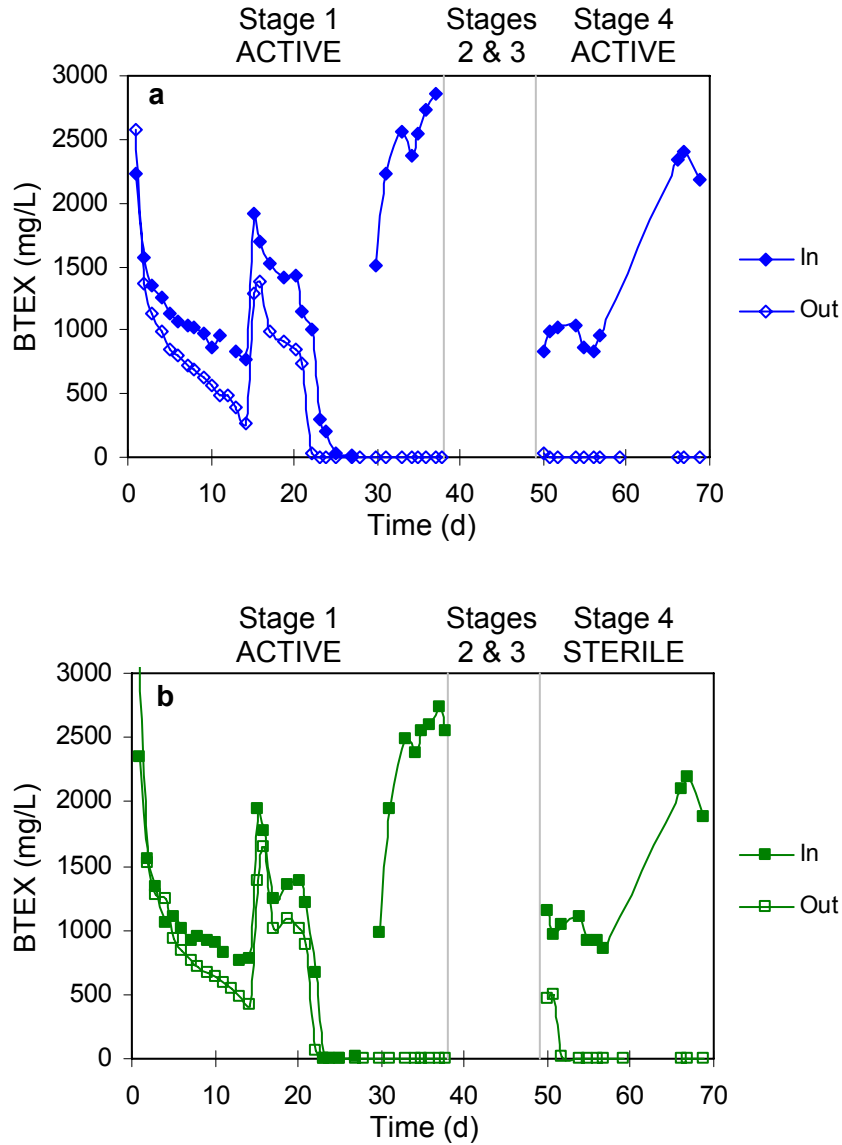 Stage 1 Stages Stage 4
ACTIVE 2 & 3 ACTIVE
a
3000
2500
2000
1500
1000
500
0
BTEX (mg/L)
0 10 20 30 40 50 60 70
Time (d)
In
Out
Stage 1 Stages Stage 4
ACTIVE 2 & 3 STERILE
b
3000
2500
2000
1500
1000
500
0
BTEX (mg/L)
0 10 20 30 40 50 60 70
Time (d)
In
Out